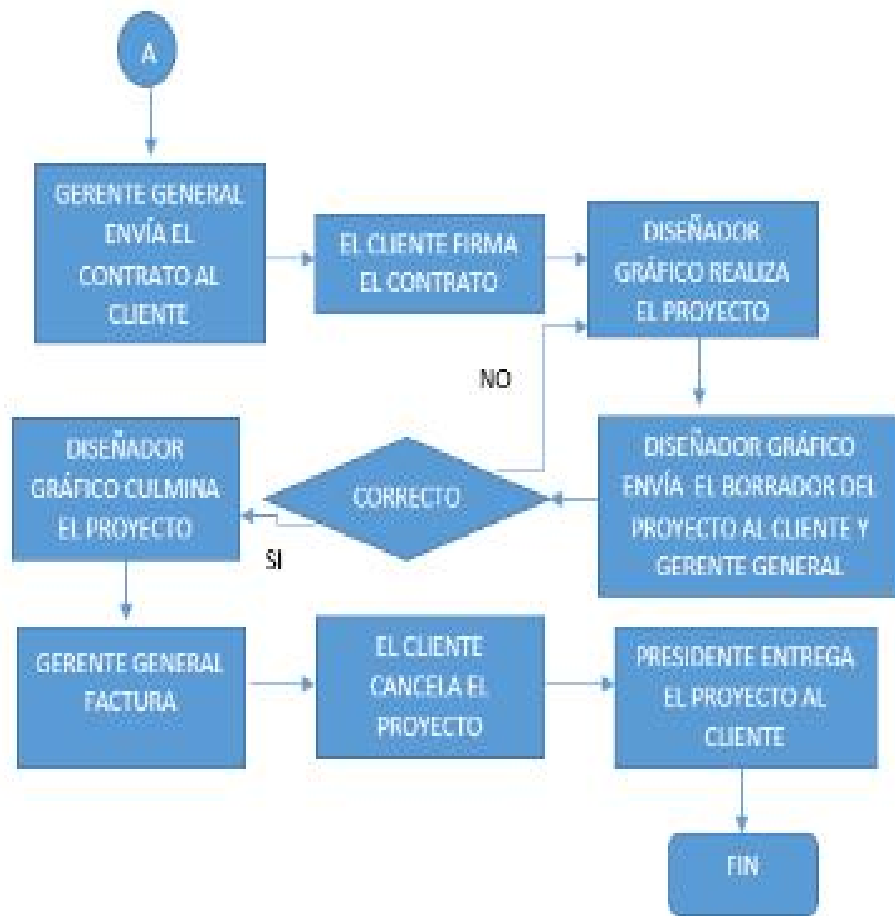 A
GERENTE GENERAL
ENVÍA EL
CONTRATO AL
CLIENTE
EL CLIENTE FIRMA
EL CONTRATO
DISEÑADOR
GRÁFICO REALIZA
EL PROYECTO
NO
DISEÑADOR GRÁFICO
ENVÍA EL BORRADOR DEL
PROYECTO AL CLIENTE Y
GERENTE GENERAL
CORRECTO
SI
DISEÑADOR
GRÁFICO CULMINA
EL PROYECTO
GERENTE GENERAL
FACTURA
EL CLIENTE
CANCELA EL
PROYECTO
PRESIDENTE ENTREGA
EL PROYECTO AL
CLIENTE
FIN